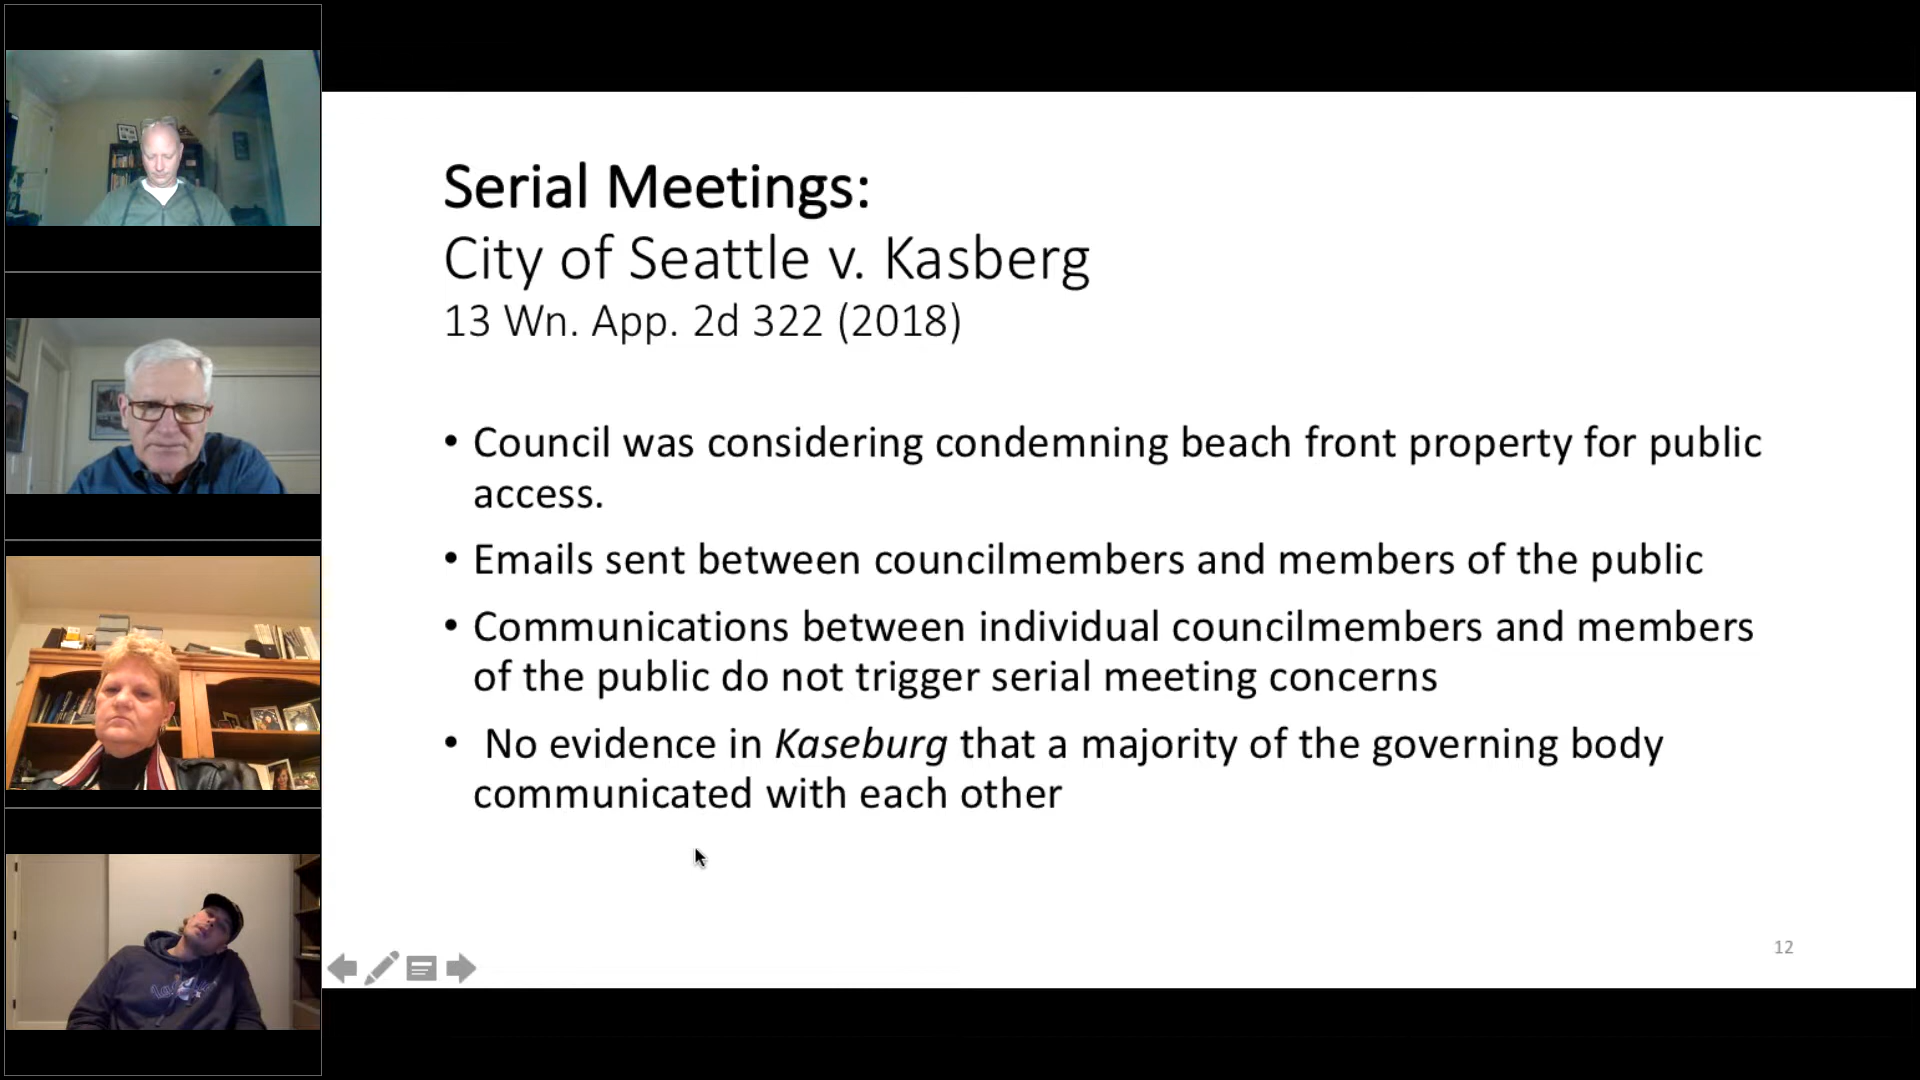 Serial Meetings:
City of Seattle v. Kasberg
13 Wn. App. 2d 322 (2018)
• Council was considering condemning beach front property for public
access.
• Emails sent between councilmembers and members of the public
• Communications between individual councilmembers and members
of the public do not trigger serial meeting concerns
• No evidence in Kaseburg that a majority of the governing body
communicated with each other
12